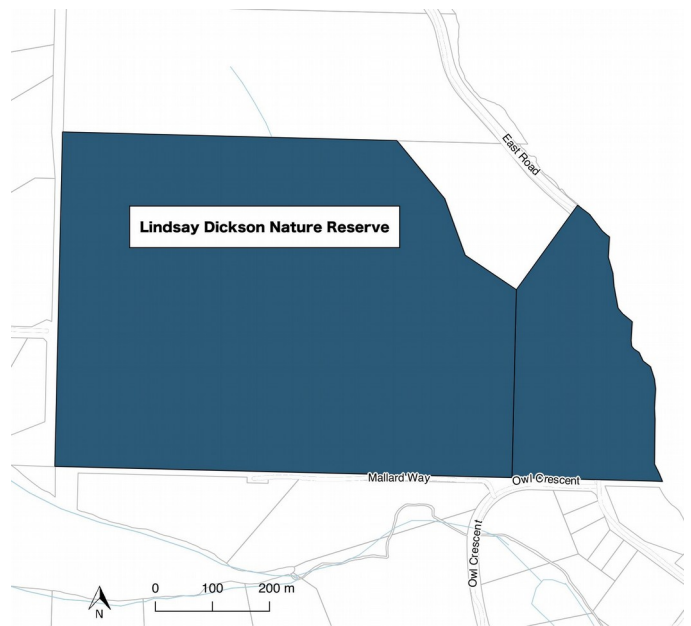 East Road
Lindsay Dickson Nature Reserve
Mallard Way
Owl Crescent
Owl Crescent
0 100 200 m
N